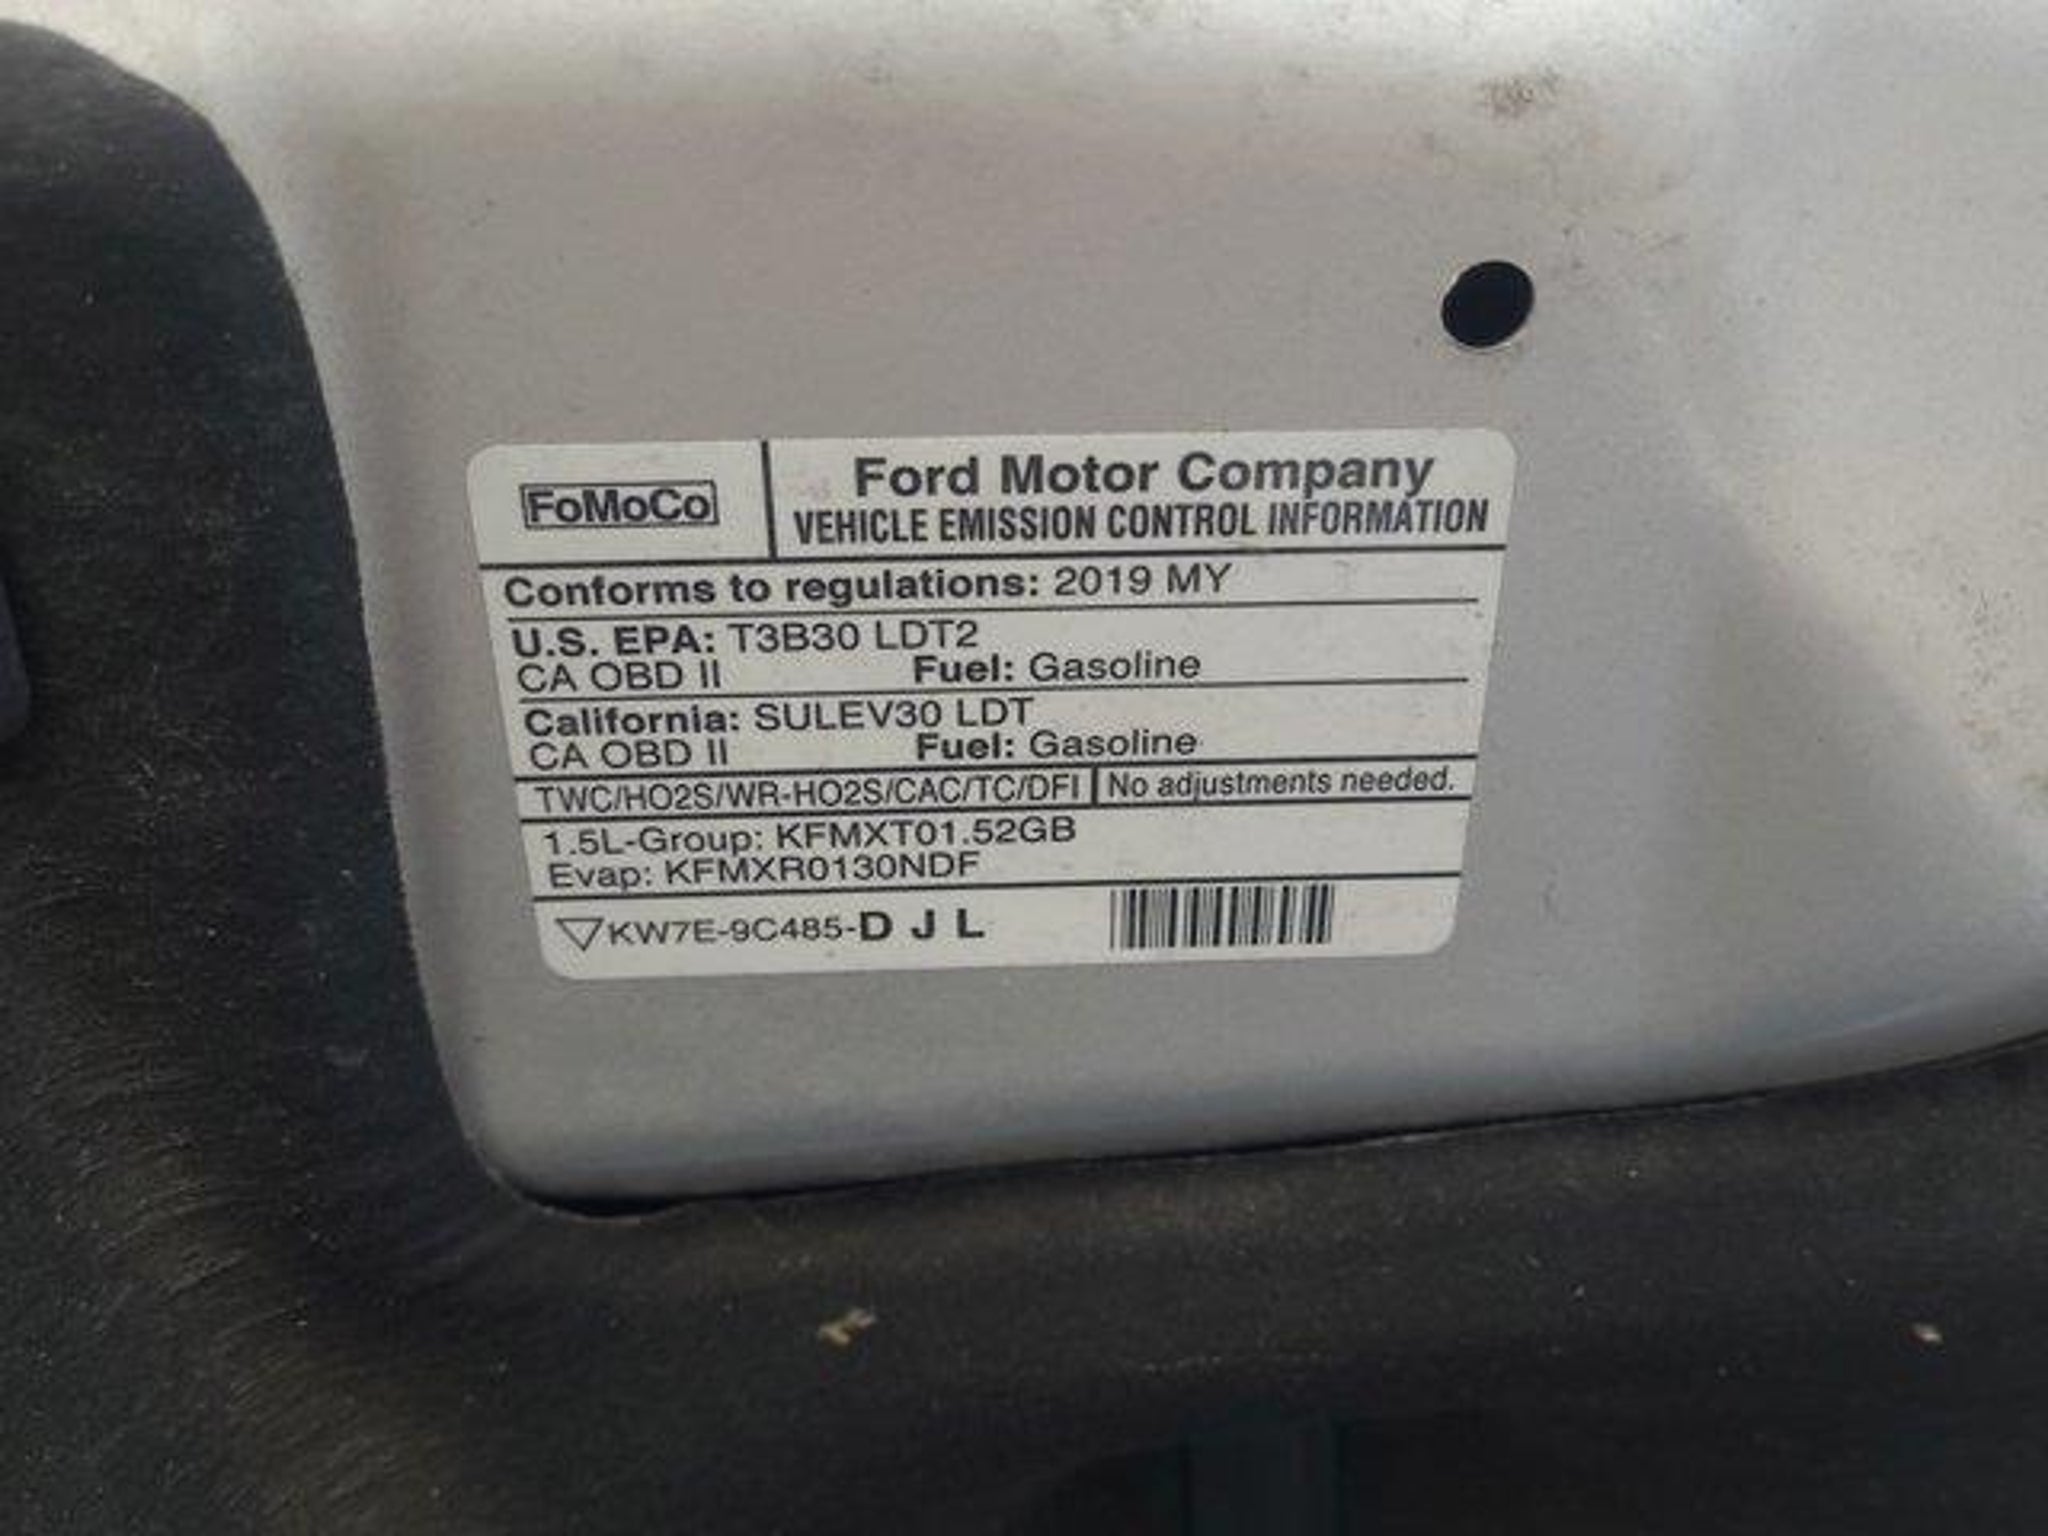 FoMoCo
Ford Motor Company
VEHICLE EMISSION CONTROL INFORMATION
Conforms to regulations: 2019 MY
U.S. EPA: T3B30 LDT2
CA OBD II Fuel: Gasoline
California: SULEV30 LDT
CA OBD II Fuel: Gasoline
TWC/HO2S/WR-HO2S/CAC/TC/DFI No adjustments needed.
1.5L-Group: KFMXT01.52GB
Evap: KFMXR0130NDF
KW7E-9C485-D J L